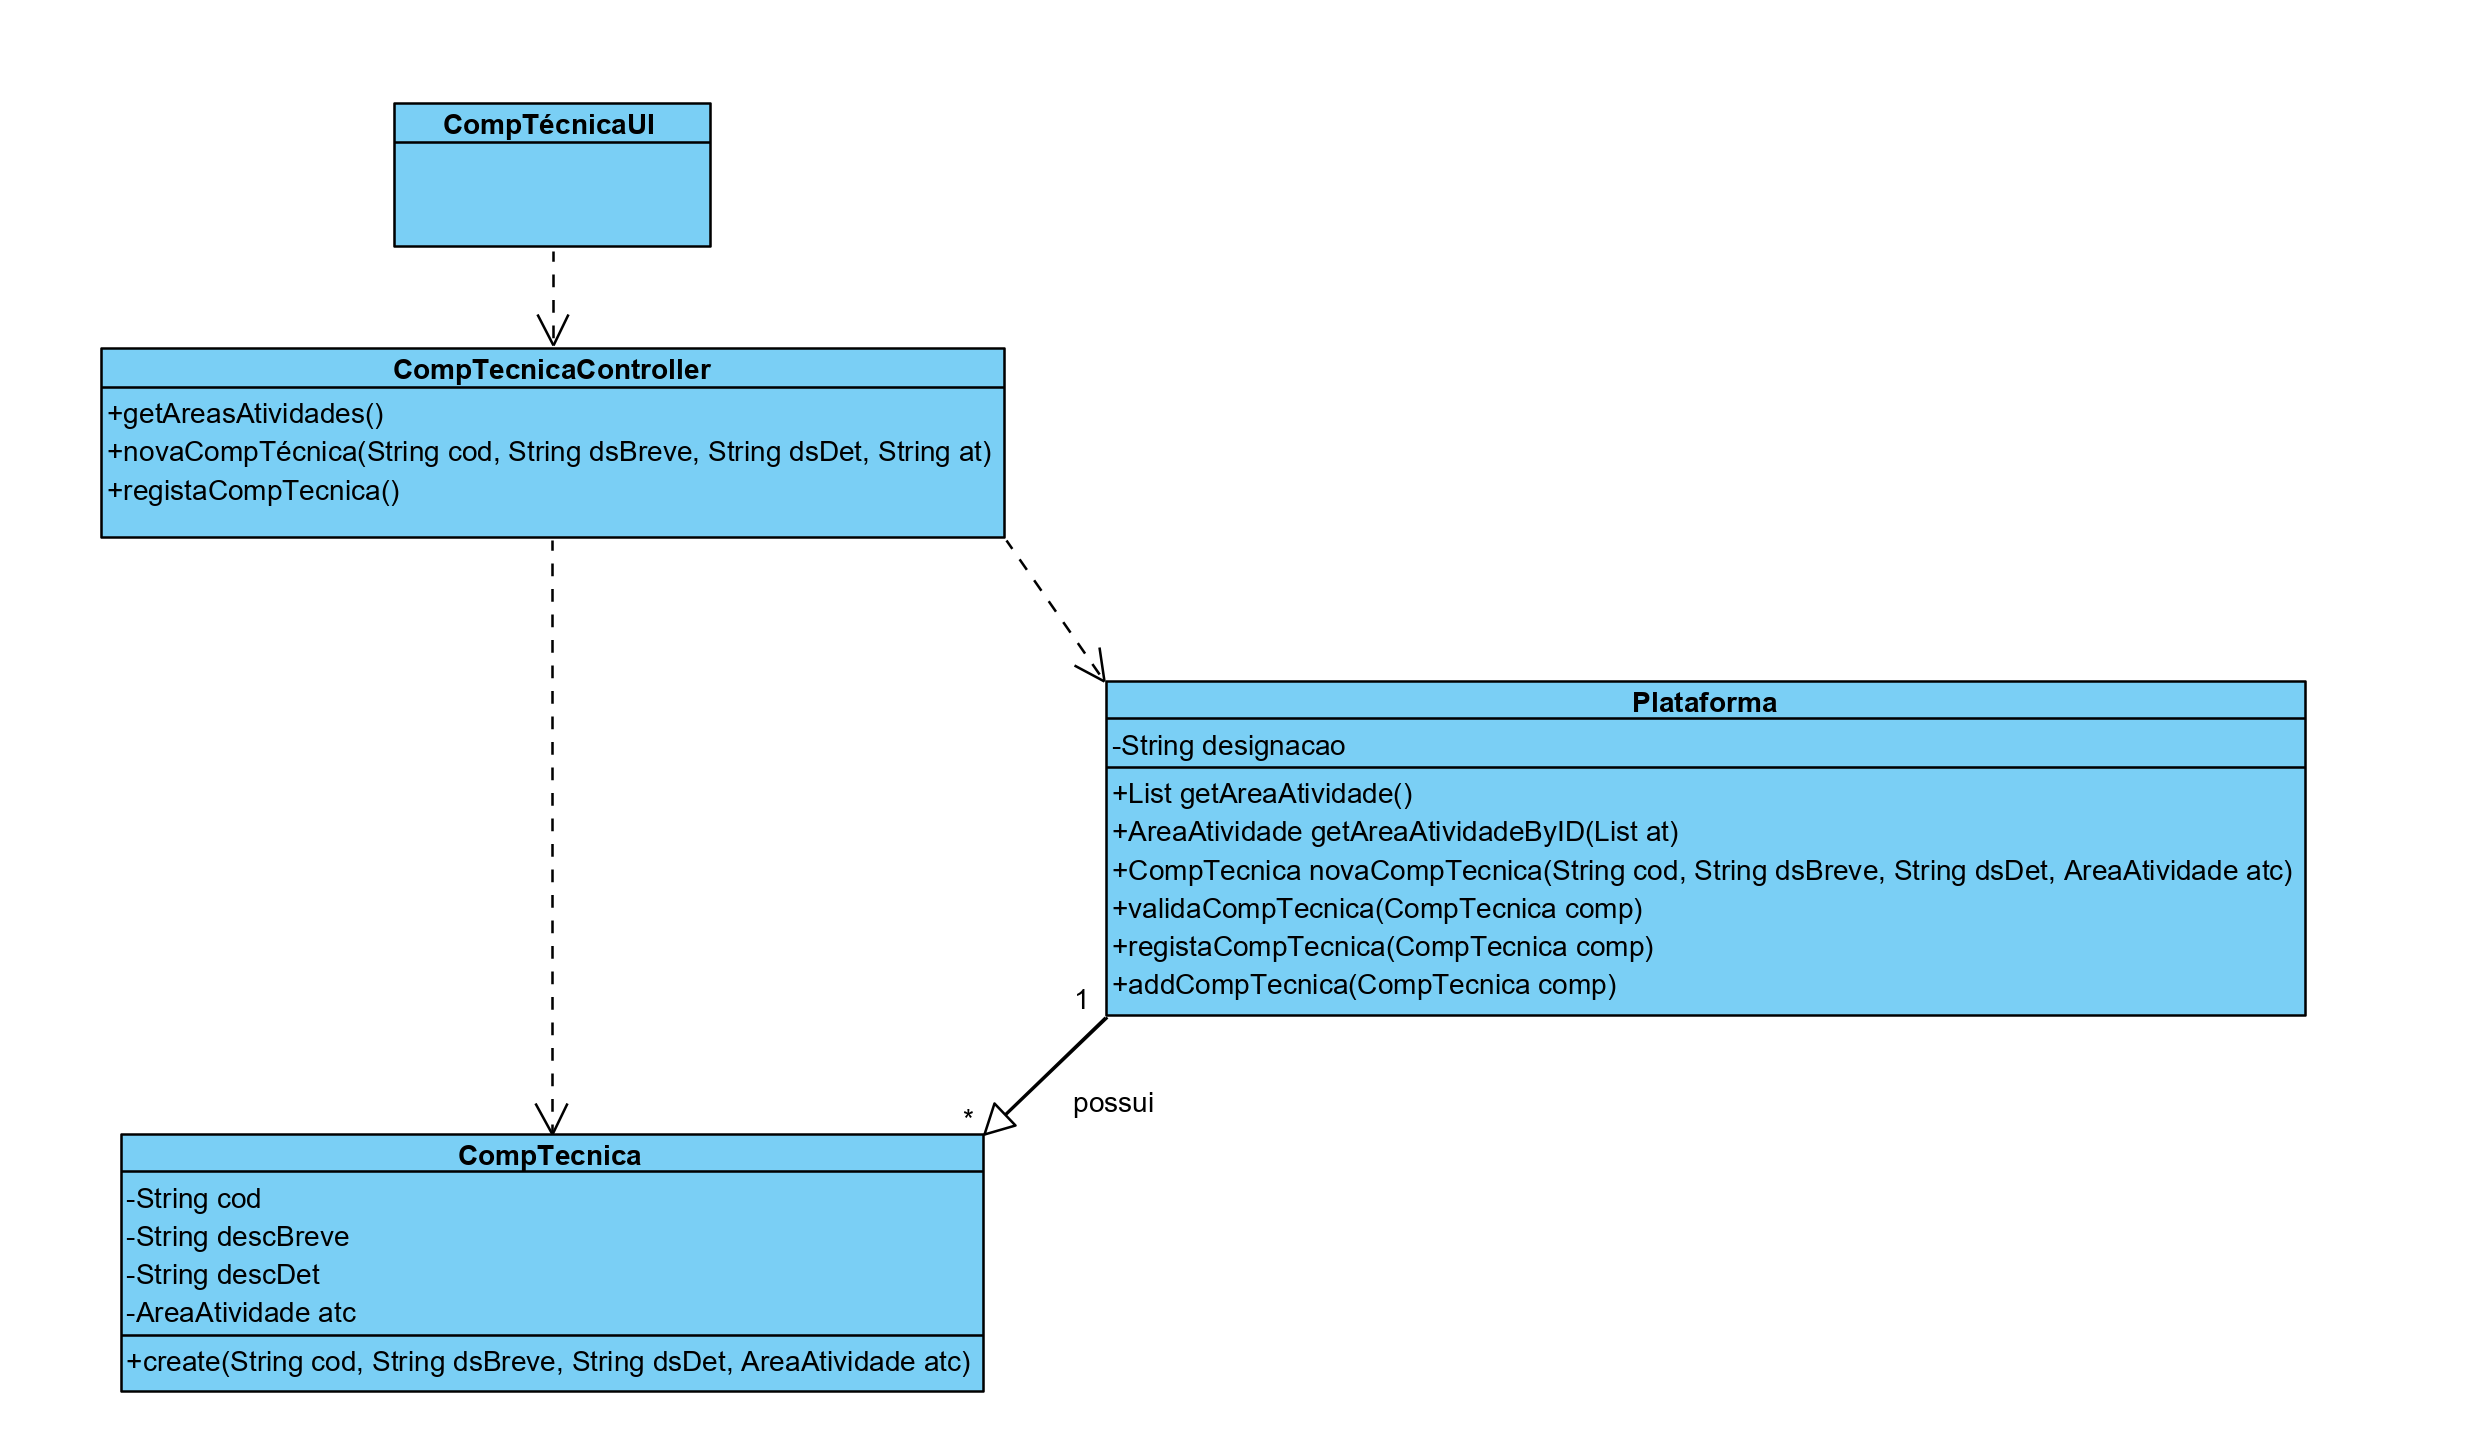 CompTécnicaUI
CompTecnicaController
+getAreasAtividades()
+novaCompTécnica(String cod, String dsBreve, String dsDet, String at)
+registaCompTecnica()
Plataforma
-String designacao
+List getAreaAtividade()
+AreaAtividade getAreaAtividadeByID(List at)
+CompTecnica novaCompTecnica(String cod, String dsBreve, String dsDet, AreaAtividade atc)
+validaCompTecnica(CompTecnica comp)
+registaCompTecnica(CompTecnica comp)
+addCompTecnica(CompTecnica comp)
1
possui
*
CompTecnica
-String cod
-String descBreve
-String descDet
-AreaAtividade atc
+create(String cod, String dsBreve, String dsDet, AreaAtividade atc)